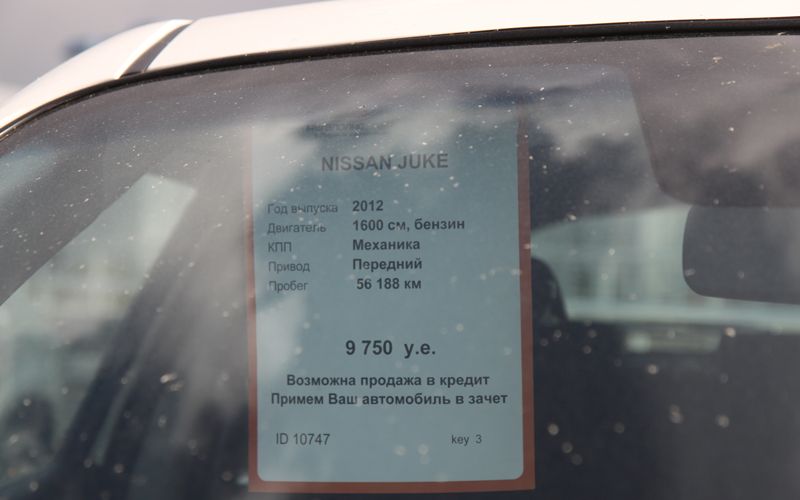 NISSAN JUKE
Год выпуска 2012
Двигатель 1600 см, бензин
КПП Механика
Привод Передний
Пробег 56 188 км
9 750 у.е.
Возможна продажа в кредит
Примем Ваш автомобиль в зачет
ID 10747 key 3